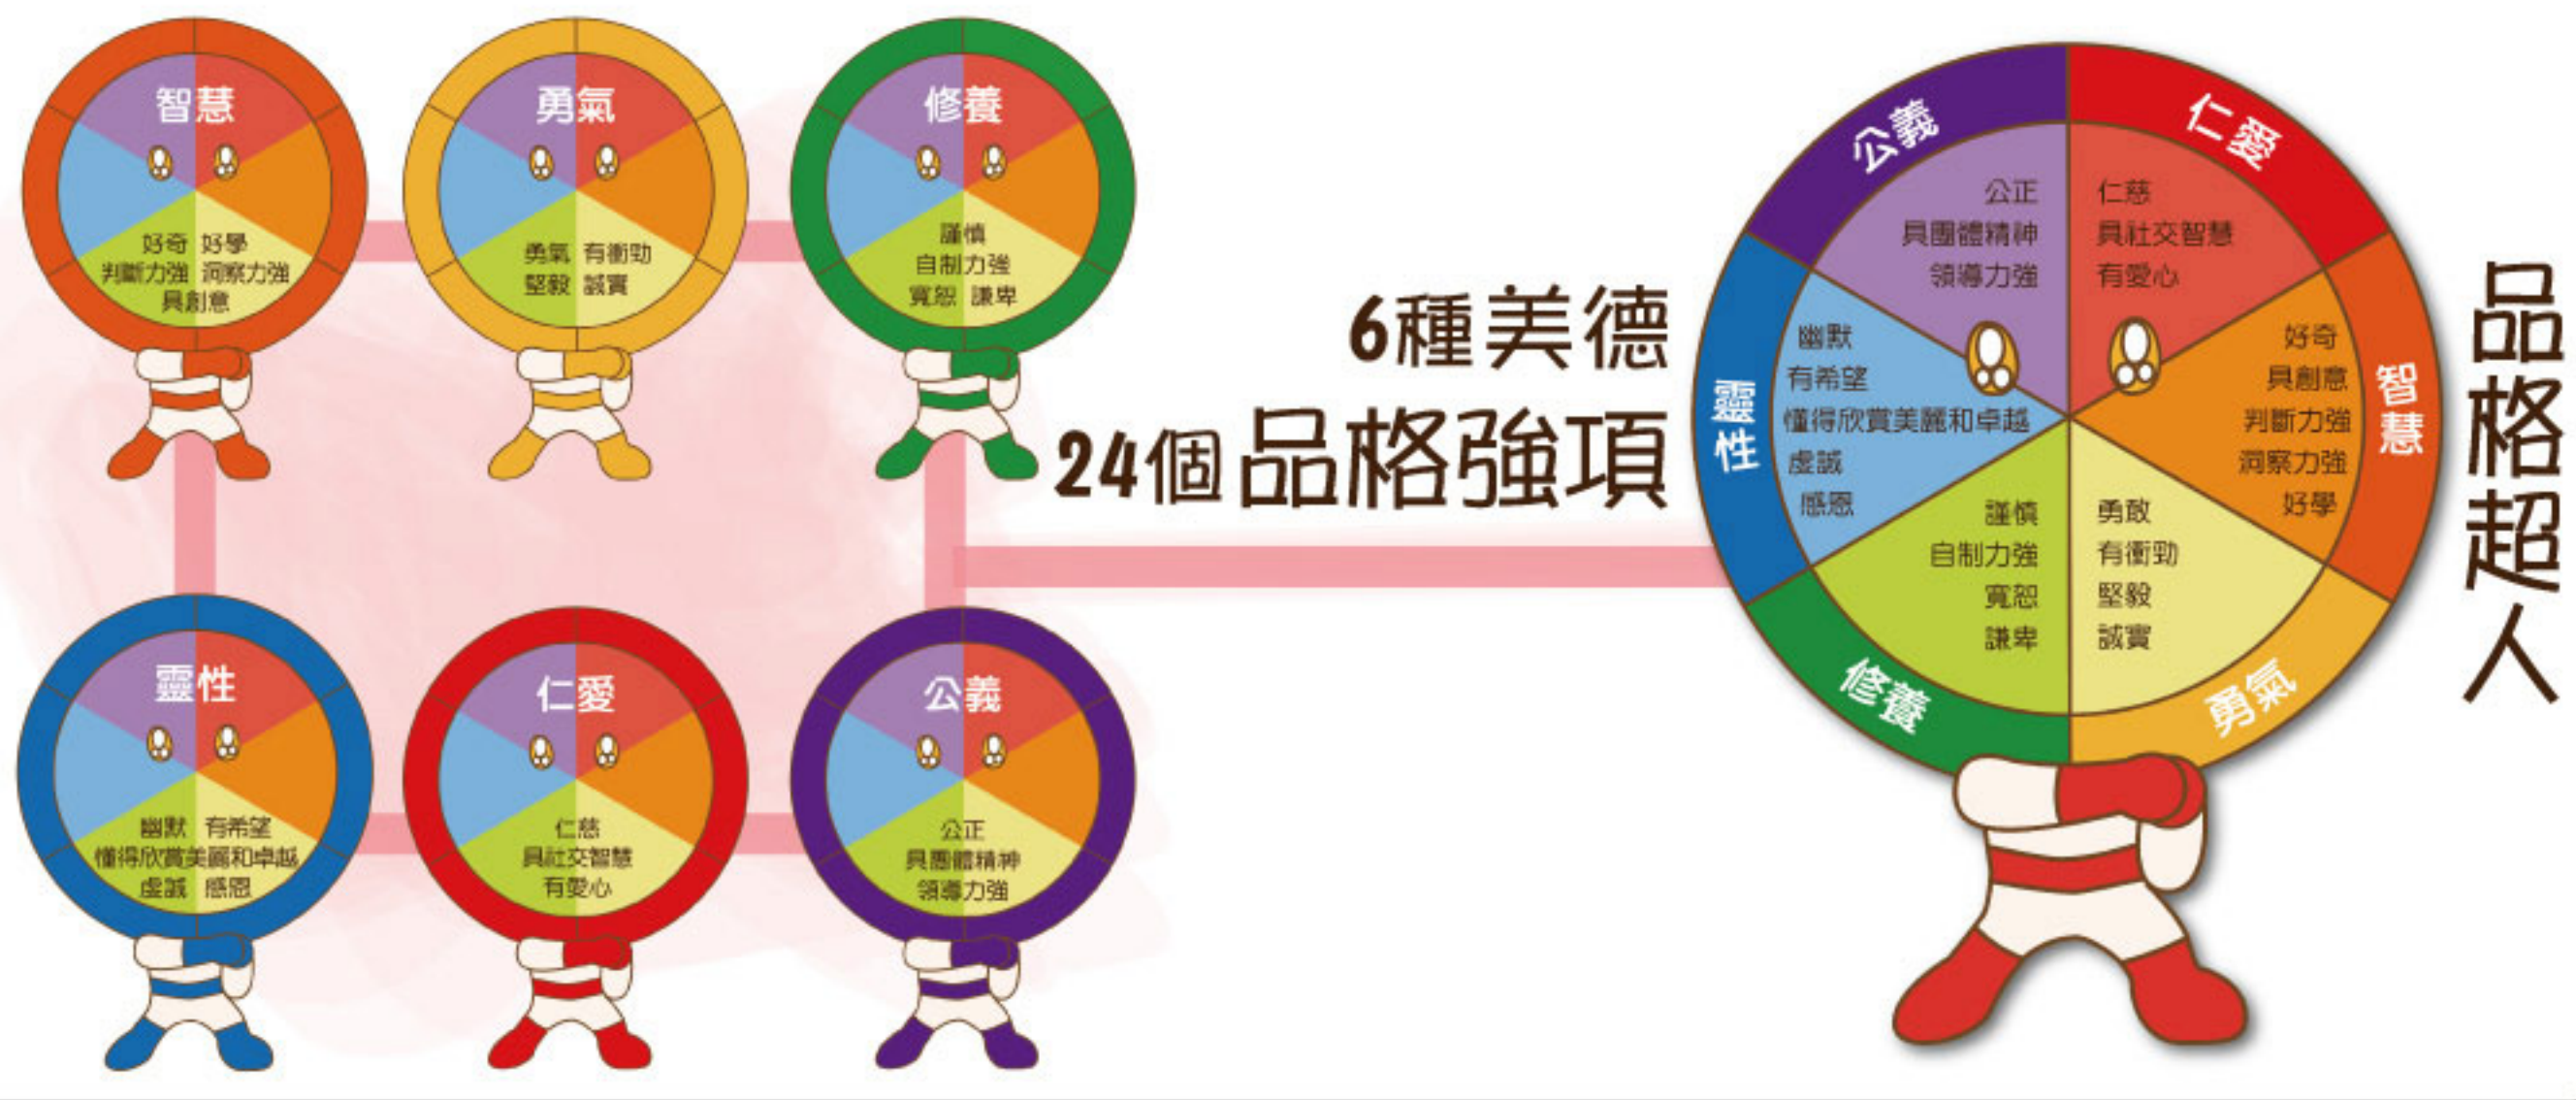 智慧
好奇 好學
判斷力強 洞察力強
具創意
勇氣
勇氣 有衝勁
堅毅 誠實
修養
謹慎
自制力強
寬恕 謙卑
靈性
幽默 有希望
懂得欣賞美麗和卓越
虔誠 感恩
仁愛
仁慈
具社交智慧
有愛心
公義
公正
具團體精神
領導力強
6種美德
24個品格強項
公義
公正
具團體精神
領導力強
仁愛
仁慈
具社交智慧
有愛心
智慧
好奇
具創意
判斷力強
洞察力強
好學
勇氣
勇敢
有衝勁
堅毅
誠實
修養
謹慎
自制力強
寬恕
謙卑
靈性
幽默
有希望
懂得欣賞美麗和卓越
虔誠
感恩
品格超人